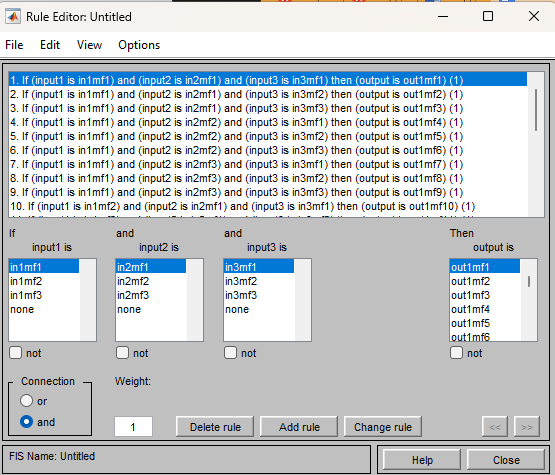 Rule Editor: Untitled
File Edit View Options
1. If (input1 is in1mf1) and (input2 is in2mf1) and (input3 is in3mf1) then (output is out1mf1) (1)
2. If (input1 is in1mf1) and (input2 is in2mf1) and (input3 is in3mf2) then (output is out1mf2) (1)
3. If (input1 is in1mf1) and (input2 is in2mf1) and (input3 is in3mf3) then (output is out1mf3) (1)
4. If (input1 is in1mf1) and (input2 is in2mf2) and (input3 is in3mf1) then (output is out1mf4) (1)
5. If (input1 is in1mf1) and (input2 is in2mf2) and (input3 is in3mf2) then (output is out1mf5) (1)
6. If (input1 is in1mf1) and (input2 is in2mf2) and (input3 is in3mf3) then (output is out1mf6) (1)
7. If (input1 is in1mf1) and (input2 is in2mf3) and (input3 is in3mf1) then (output is out1mf7) (1)
8. If (input1 is in1mf1) and (input2 is in2mf3) and (input3 is in3mf2) then (output is out1mf8) (1)
9. If (input1 is in1mf1) and (input2 is in2mf3) and (input3 is in3mf3) then (output is out1mf9) (1)
10. If (input1 is in1mf2) and (input2 is in2mf1) and (input3 is in3mf1) then (output is out1mf10) (1)
If and and Then
input1 is input2 is input3 is output is
in1mf1 in2mf1 in3mf1 out1mf1
in1mf2 in2mf2 in3mf2 out1mf2
in1mf3 in2mf3 in3mf3 out1mf3
none none none out1mf4
out1mf5
out1mf6
not not not not
Connection Weight:
or
and 1 Delete rule Add rule Change rule << >>
FIS Name: Untitled Help Close